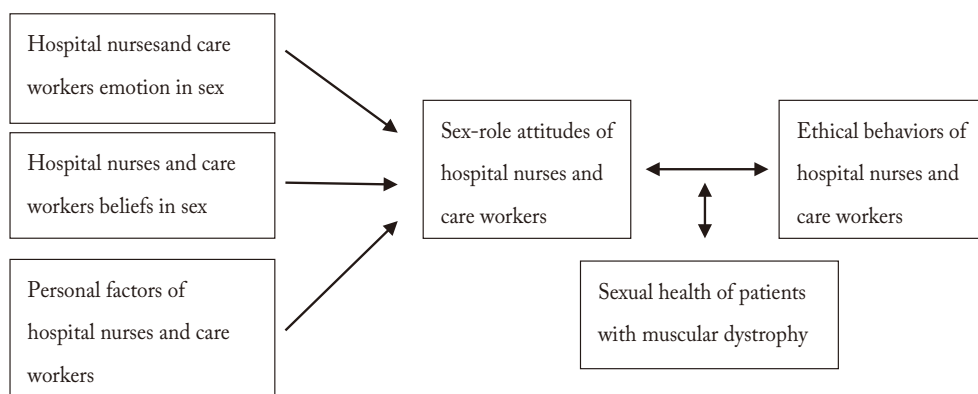 Hospital nursesand care
workers emotion in sex
Hospital nurses and care
workers beliefs in sex
Personal factors of
hospital nurses and care
workers
Sex-role attitudes of
hospital nurses and
care workers
Ethical behaviors of
hospital nurses and
care workers
Sexual health of patients
with muscular dystrophy